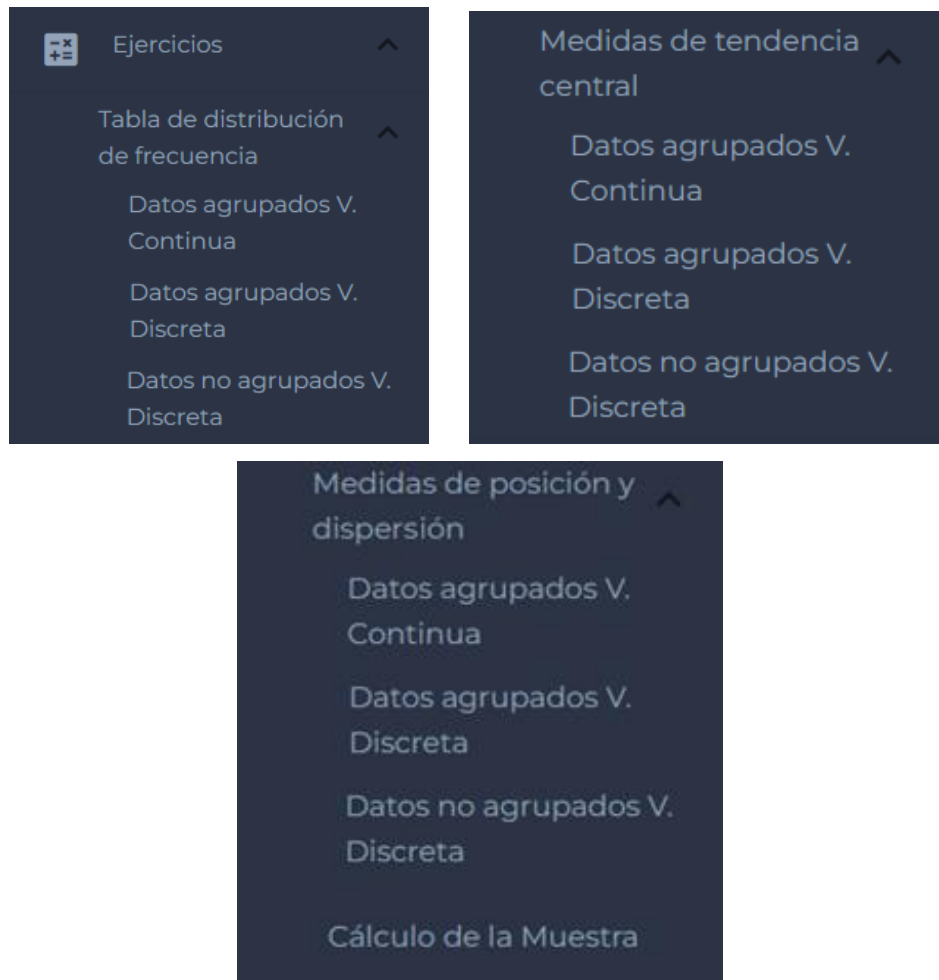 Ejercicios
Tabla de distribución
de frecuencia
Datos agrupados V.
Continua
Datos agrupados V.
Discreta
Datos no agrupados V.
Discreta
Medidas de tendencia
central
Datos agrupados V.
Continua
Datos agrupados V.
Discreta
Datos no agrupados V.
Discreta
Medidas de posición y
dispersión
Datos agrupados V.
Continua
Datos agrupados V.
Discreta
Datos no agrupados V.
Discreta
Cálculo de la Muestra